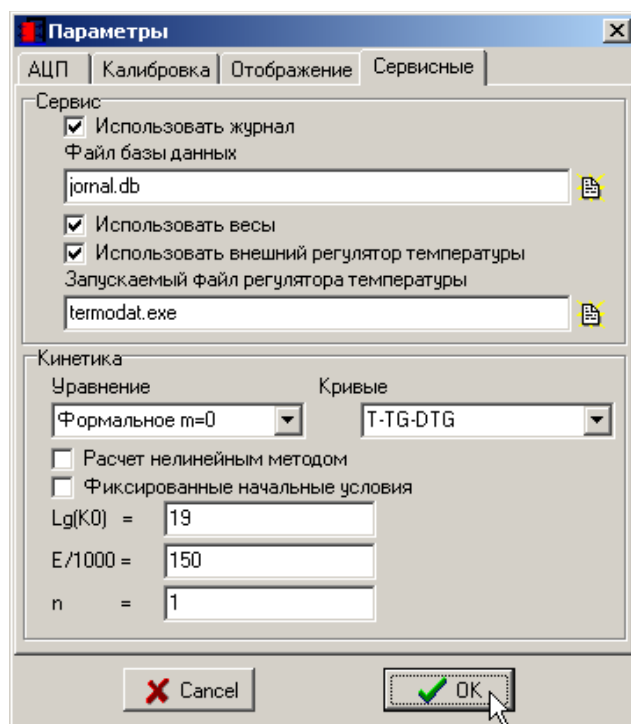 Параметры
АЦП Калибровка Отображение Сервисные
Сервис
Использовать журнал
Файл базы данных
jornal.db
Использовать весы
Использовать внешний регулятор температуры
Запускаемый файл регулятора температуры
termodat.exe
Кинетика
Уравнение Кривые
Формальное m=0 T-TG-DTG
Расчет нелинейным методом
Фиксированные начальные условия
Lg(K0) = 19
E/1000 = 150
n = 1
Cancel OK